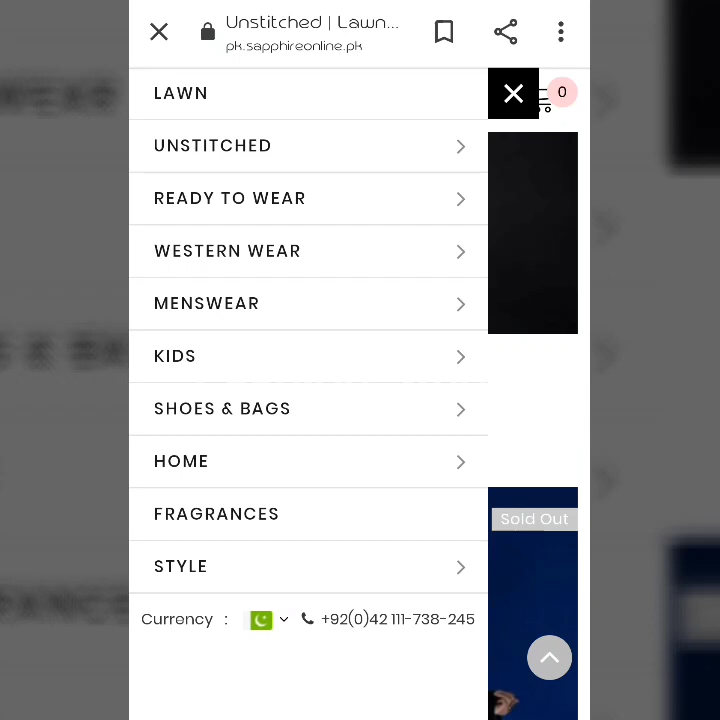 Unstitched | Lawn...
pk.sapphireonline.pk
LAWN
0
UNSTITCHED
READY TO WEAR
WESTERN WEAR
MENSWEAR
KIDS
SHOES & BAGS
HOME
FRAGRANCES
Sold Out
STYLE
Currency :
+92(0)42 111-738-245